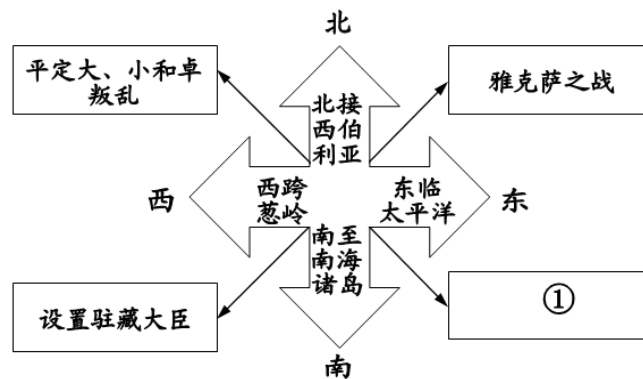 北
平定大、小和卓
叛乱
雅克萨之战
北接
西伯
利亚
西
西跨
葱岭
东临
太平洋
东
南至
南海
诸岛
设置驻藏大臣
①
南